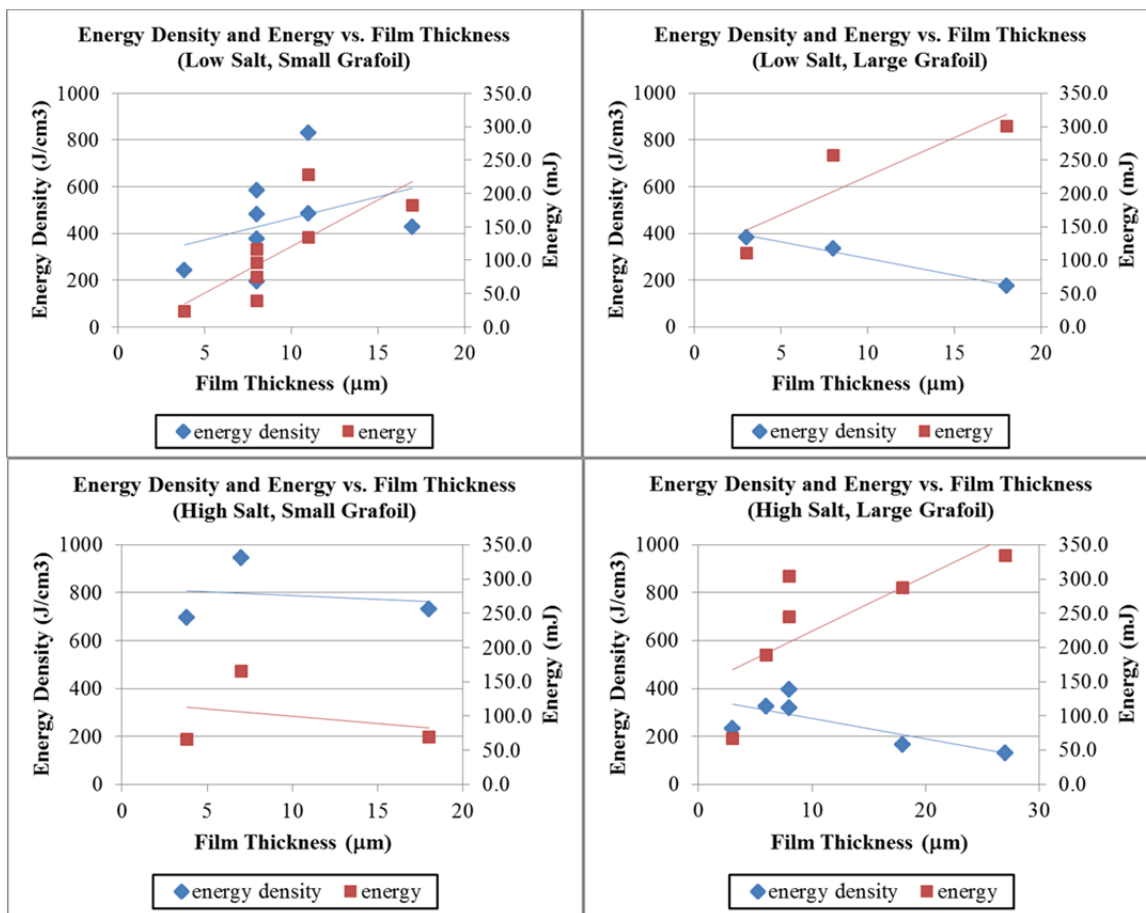 Energy Density and Energy vs. Film Thickness
(Low Salt, Small Grafoil)
Energy Density (J/cm3)
1000
800
600
400
200
0
350.0
300.0
250.0
200.0
150.0
100.0
50.0
0.0
Energy (mJ)
0 5 10 15 20
Film Thickness (μm)
energy density energy
Energy Density and Energy vs. Film Thickness
(Low Salt, Large Grafoil)
Energy Density (J/cm3)
1000
800
600
400
200
0
350.0
300.0
250.0
200.0
150.0
100.0
50.0
0.0
Energy (mJ)
0 5 10 15 20
Film Thickness (μm)
energy density energy
Energy Density and Energy vs. Film Thickness
(High Salt, Small Grafoil)
Energy Density (J/cm3)
1000
800
600
400
200
0
350.0
300.0
250.0
200.0
150.0
100.0
50.0
0.0
Energy (mJ)
0 5 10 15 20
Film Thickness (μm)
energy density energy
Energy Density and Energy vs. Film Thickness
(High Salt, Large Grafoil)
Energy Density (J/cm3)
1000
800
600
400
200
0
350.0
300.0
250.0
200.0
150.0
100.0
50.0
0.0
Energy (mJ)
0 10 20 30
Film Thickness (μm)
energy density energy